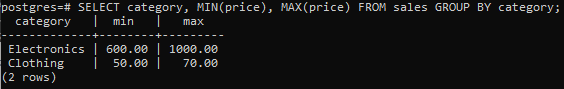 postgres=# SELECT category, MIN(price), MAX(price) FROM sales GROUP BY category;
  category   |  min   |   max
-------------+--------+---------
 Electronics | 600.00 | 1000.00
 Clothing    |  50.00 |   70.00
(2 rows)